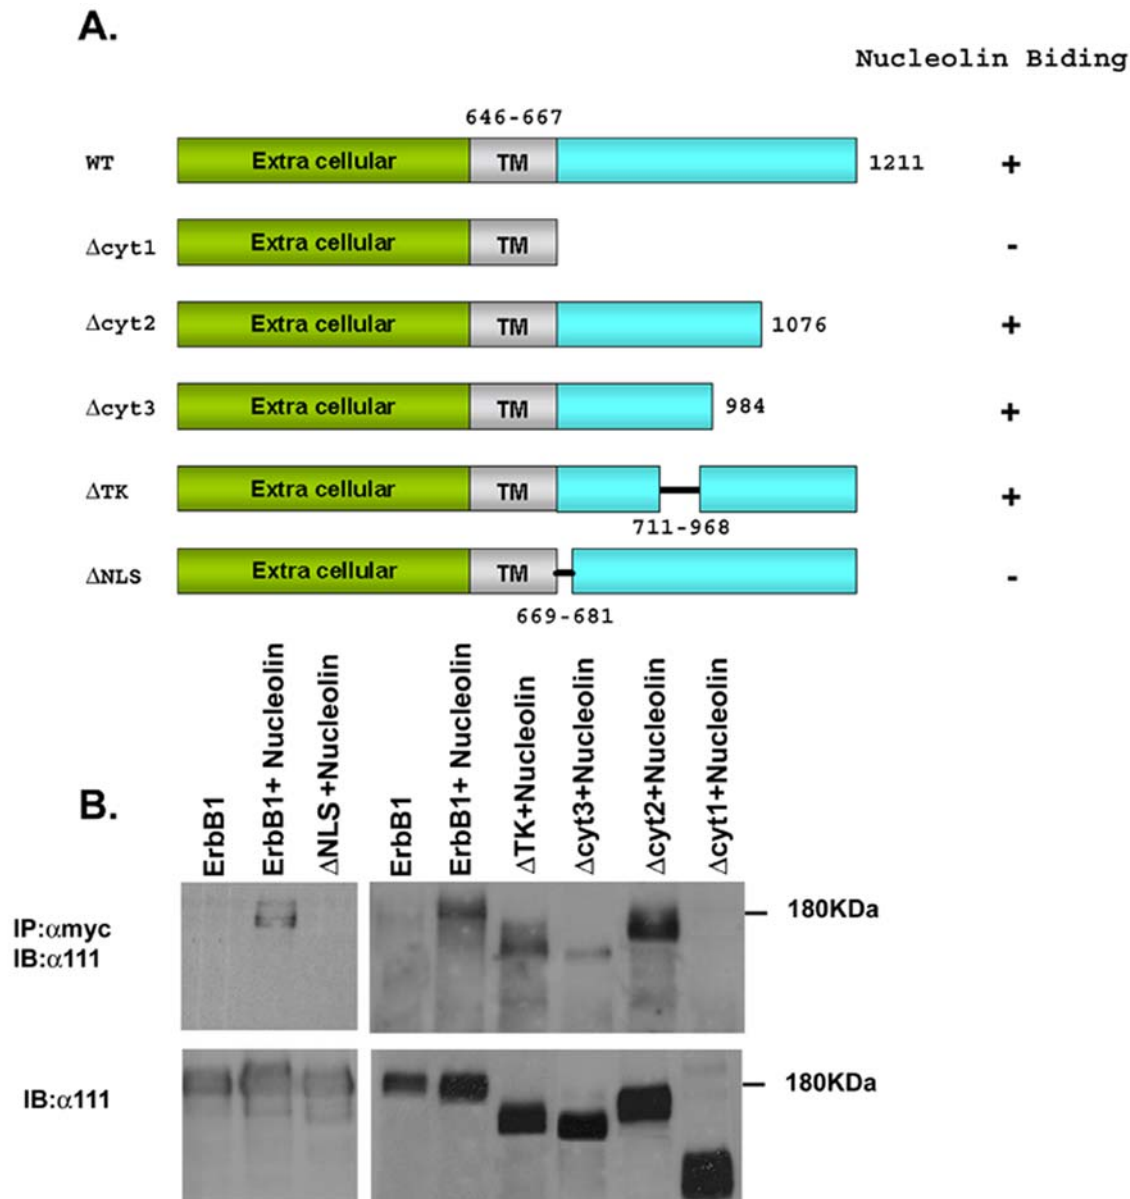 A.
Nucleolin Biding
646-667
WT Extra cellular TM 1211 +
Δcyt1 Extra cellular TM -
Δcyt2 Extra cellular TM 1076 +
Δcyt3 Extra cellular TM 984 +
ΔTK Extra cellular TM +
711-968
ΔNLS Extra cellular TM -
669-681
B.
ErbB1
ErbB1+ Nucleolin
ΔNLS +Nucleolin
ErbB1
ErbB1+ Nucleolin
ΔTK+Nucleolin
Δcyt3+Nucleolin
Δcyt2+Nucleolin
Δcyt1+Nucleolin
IP:αmyc
IB:α111
180KDa
IB:α111
180KDa